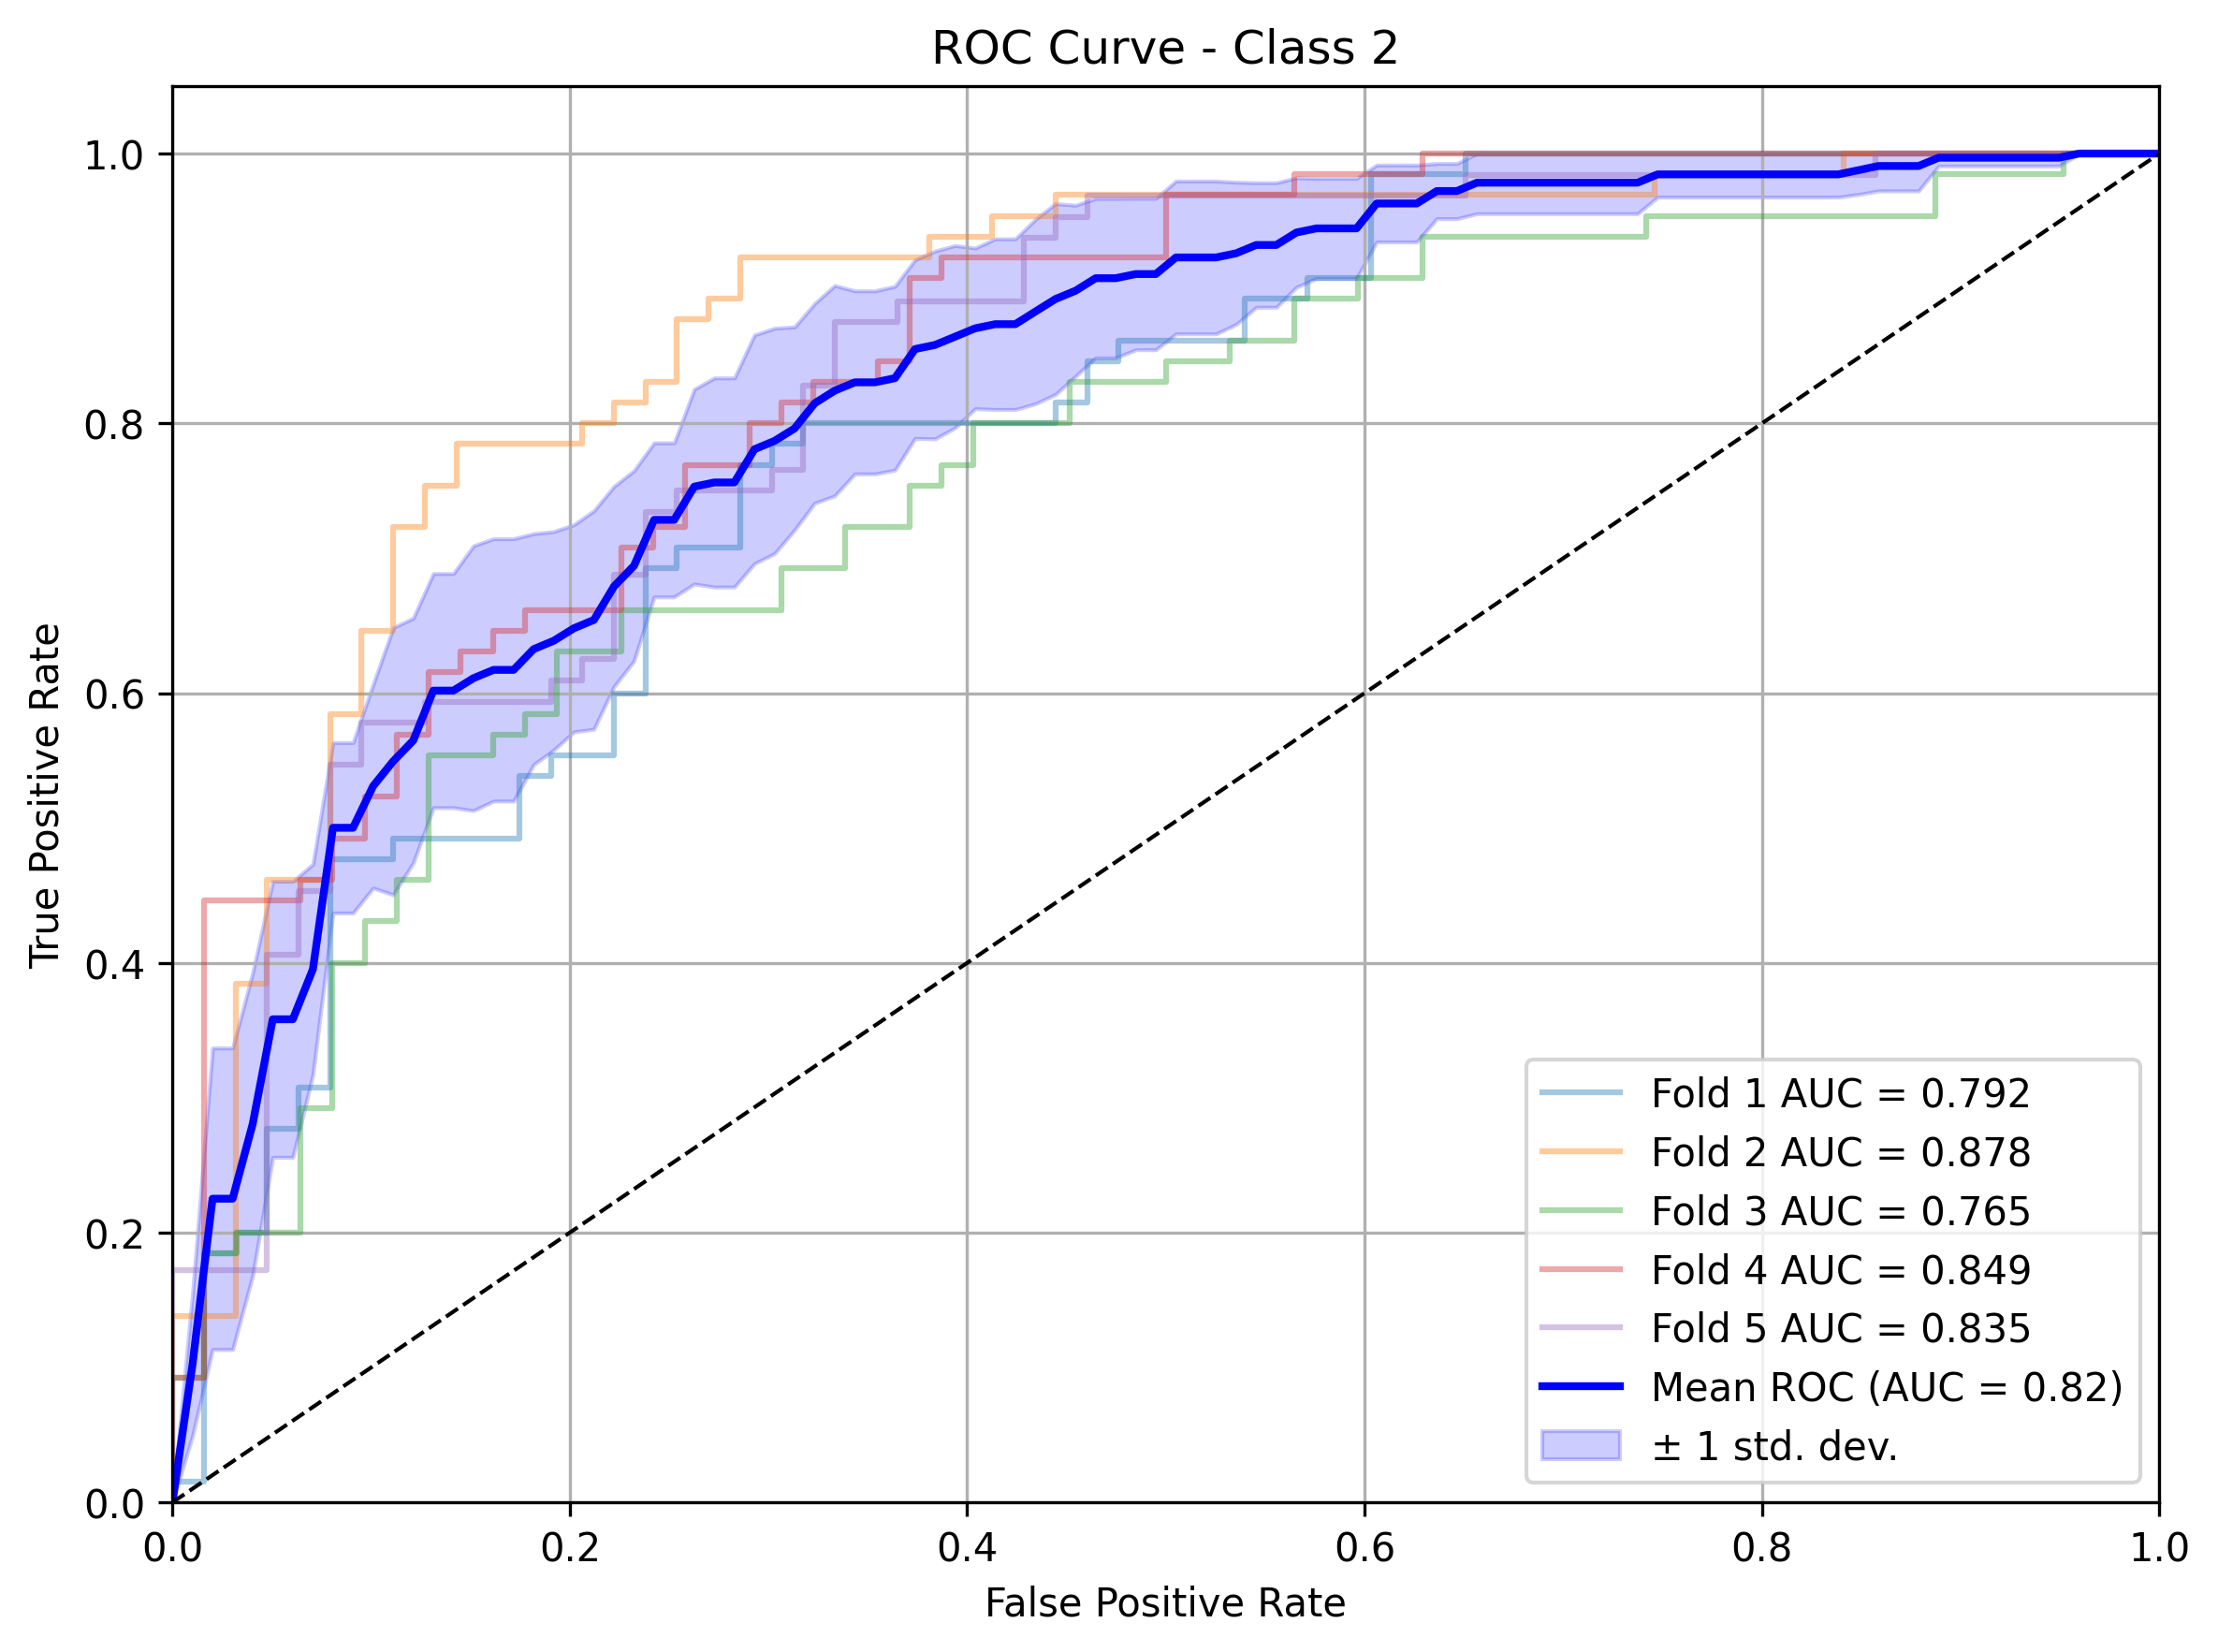 ROC Curve - Class 2
True Positive Rate
1.0
0.8
0.6
0.4
0.2
0.0
0.0 0.2 0.4 0.6 0.8 1.0
False Positive Rate
Fold 1 AUC = 0.792
Fold 2 AUC = 0.878
Fold 3 AUC = 0.765
Fold 4 AUC = 0.849
Fold 5 AUC = 0.835
Mean ROC (AUC = 0.82)
± 1 std. dev.